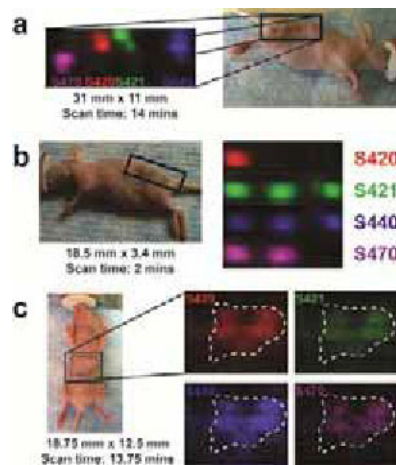 a
S470 S420 S421 S440
31 mm x 11 mm
Scan time: 14 mins
b
S420
S421
S440
S470
18.5 mm x 3.4 mm
Scan time: 2 mins
c
S420 S421
S440 S470
18.75 mm x 12.5 mm
Scan time: 13.75 mins